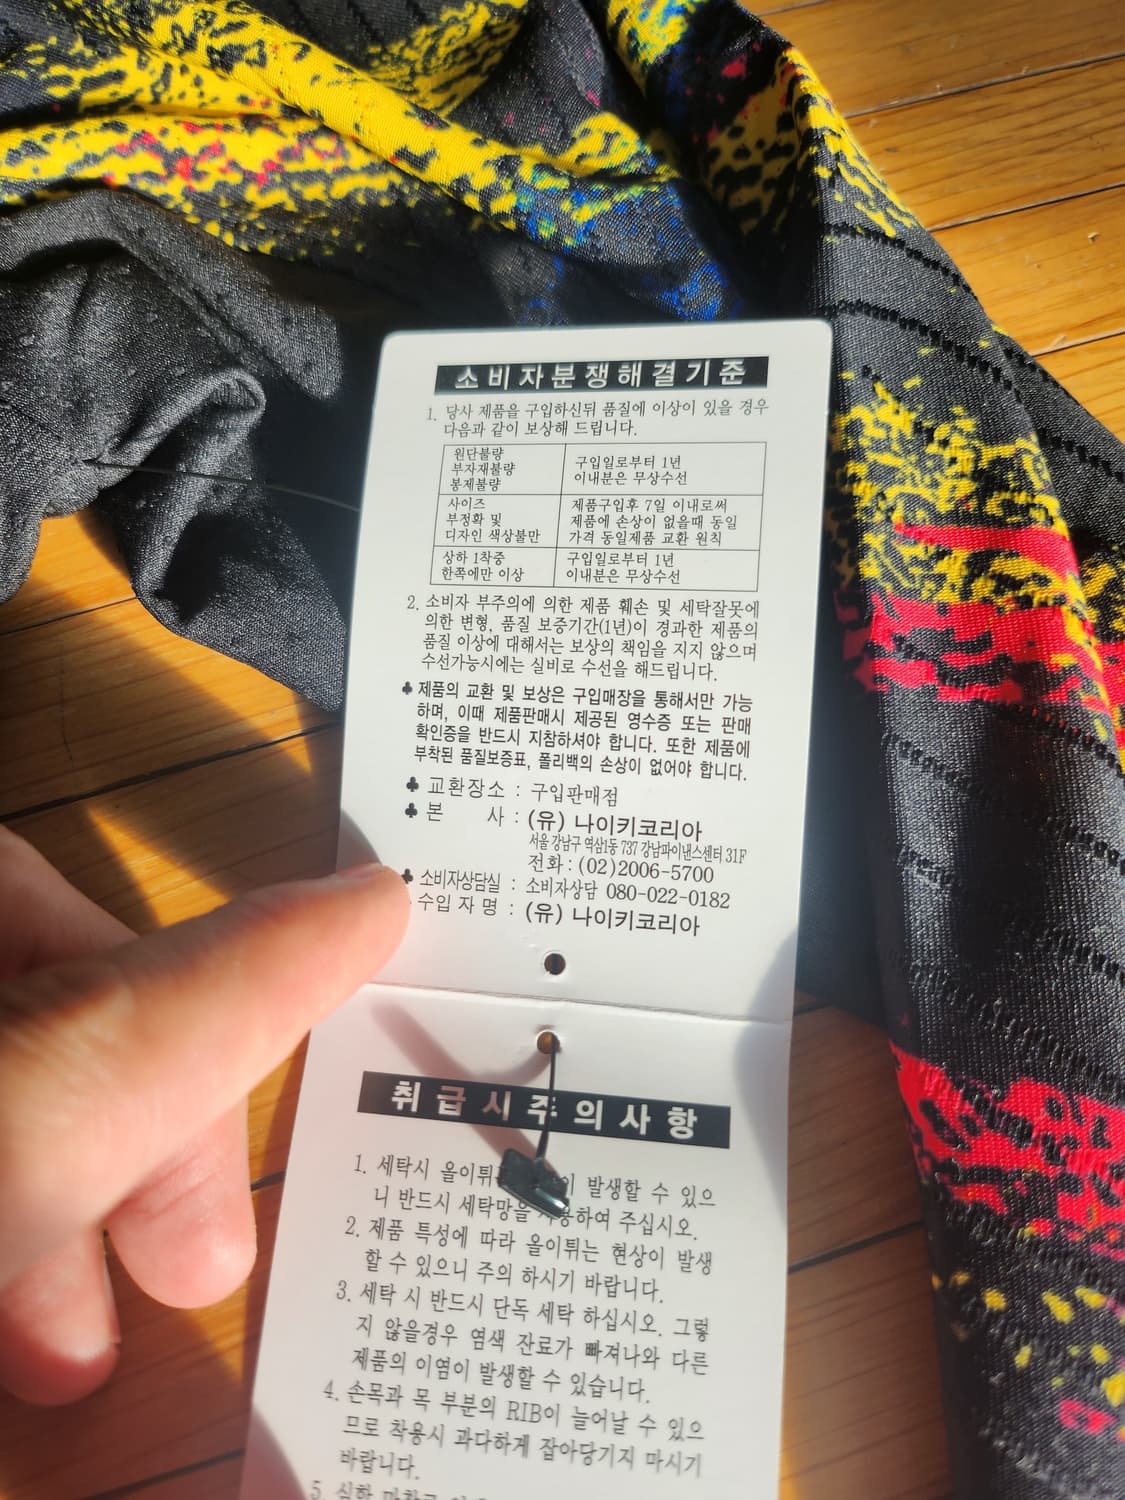 소비자분쟁해결기준
1. 당사 제품을 구입하신뒤 품질에 이상이 있을 경우
다음과 같이 보상해 드립니다.
원단불량
부자재불량
봉제불량
구입일로부터 1년
이내분은 무상수선
사이즈
부정확 및
디자인 색상불만
제품구입후 7일 이내로써
제품에 손상이 없을때 동일
가격 동일제품 교환 원칙
상하 1착중
한쪽에만 이상
구입일로부터 1년
이내분은 무상수선
2. 소비자 부주의에 의한 제품 훼손 및 세탁잘못에
의한 변형, 품질 보증기간(1년)이 경과한 제품의
품질 이상에 대해서는 보상의 책임을 지지 않으며
수선가능시에는 실비로 수선을 해드립니다.
♣ 제품의 교환 및 보상은 구입매장을 통해서만 가능
하며, 이때 제품판매시 제공된 영수증 또는 판매
확인증을 반드시 지참하셔야 합니다. 또한 제품에
부착된 품질보증표, 폴리백의 손상이 없어야 합니다.
♣ 교환장소 : 구입판매점
♣ 본 사 : (유) 나이키코리아
서울 강남구 역삼1동 737 강남파이낸스센터 31F
전화 : (02)2006-5700
♣ 소비자상담실 : 소비자상담 080-022-0182
수입자명 : (유) 나이키코리아
취급시주의사항
1. 세탁시 올이튀 발생할 수 있으
니 반드시 세탁망을 사용하여 주십시오.
2. 제품 특성에 따라 올이튀는 현상이 발생
할 수 있으니 주의 하시기 바랍니다.
3. 세탁 시 반드시 단독 세탁 하십시오. 그렇
지 않을경우 염색 잔료가 빠져나와 다른
제품의 이염이 발생할 수 있습니다.
4. 손목과 목 부분의 RIB이 늘어날 수 있으
므로 착용시 과다하게 잡아당기지 마시기
바랍니다.
5.